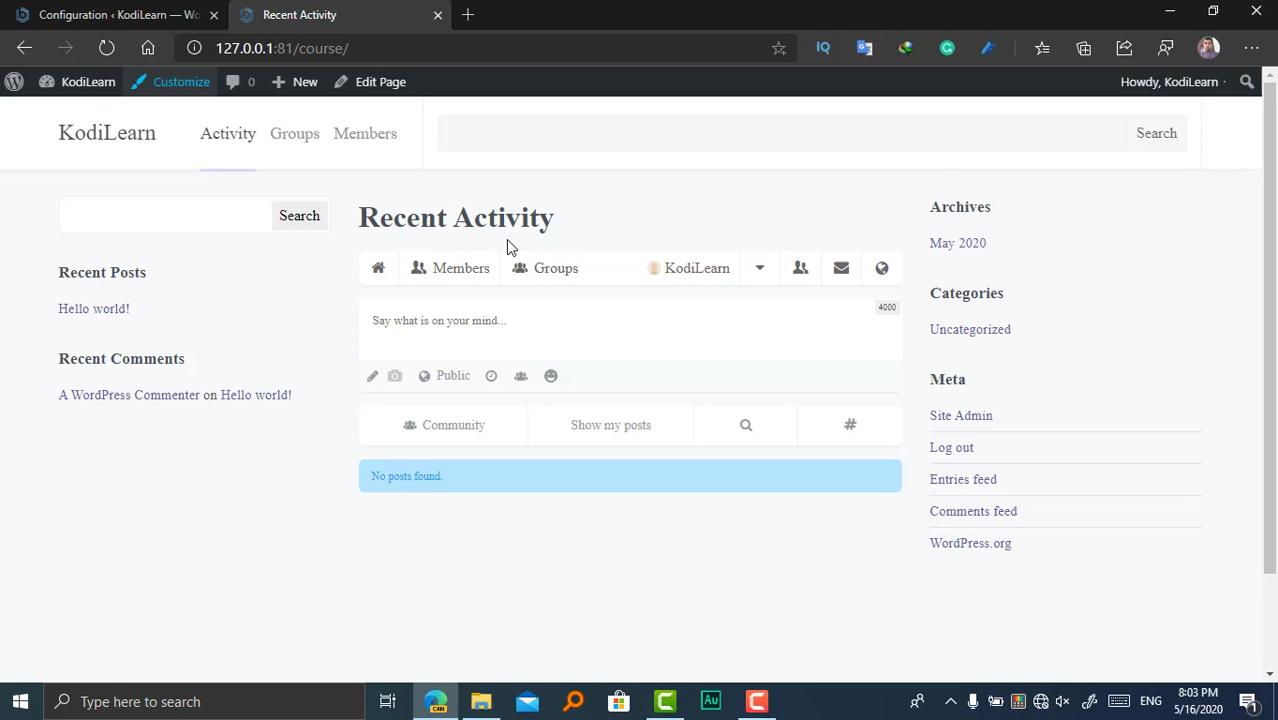 Configuration ‹ KodiLearn — Wo
Recent Activity
127.0.0.1:81/course/
KodiLearn
Customize
0
New
Edit Page
Howdy, KodiLearn
KodiLearn
Activity
Groups
Members
Search
Search
Recent Posts
Hello world!
Recent Comments
A WordPress Commenter on Hello world!
Recent Activity
Members
Groups
KodiLearn
Say what is on your mind...
4000
Public
Community
Show my posts
#
No posts found.
Archives
May 2020
Categories
Uncategorized
Meta
Site Admin
Log out
Entries feed
Comments feed
WordPress.org
Type here to search
CAN
Au
ENG
8:03 PM
5/16/2020
1